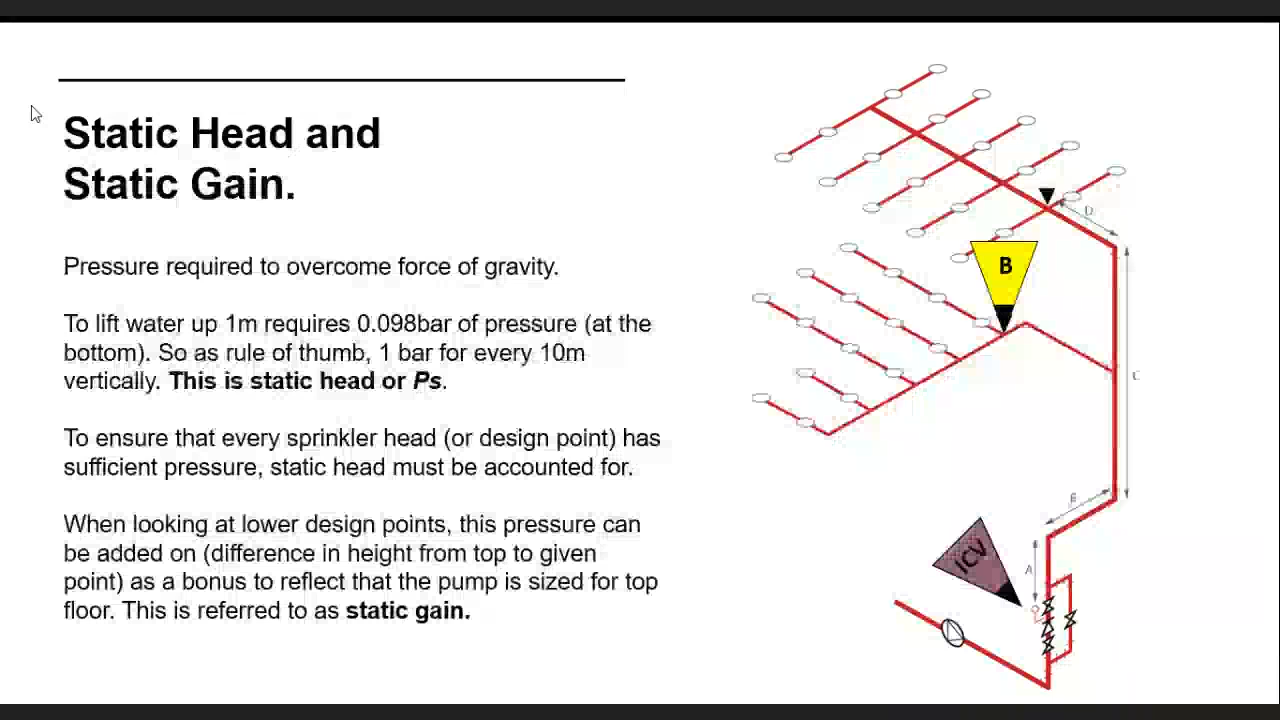 Static Head and
Static Gain.
Pressure required to overcome force of gravity.
To lift water up 1m requires 0.098bar of pressure (at the
bottom). So as rule of thumb, 1 bar for every 10m
vertically. This is static head or Ps.
To ensure that every sprinkler head (or design point) has
sufficient pressure, static head must be accounted for.
When looking at lower design points, this pressure can
be added on (difference in height from top to given
point) as a bonus to reflect that the pump is sized for top
floor. This is referred to as static gain.
D
B
C
A
ICV